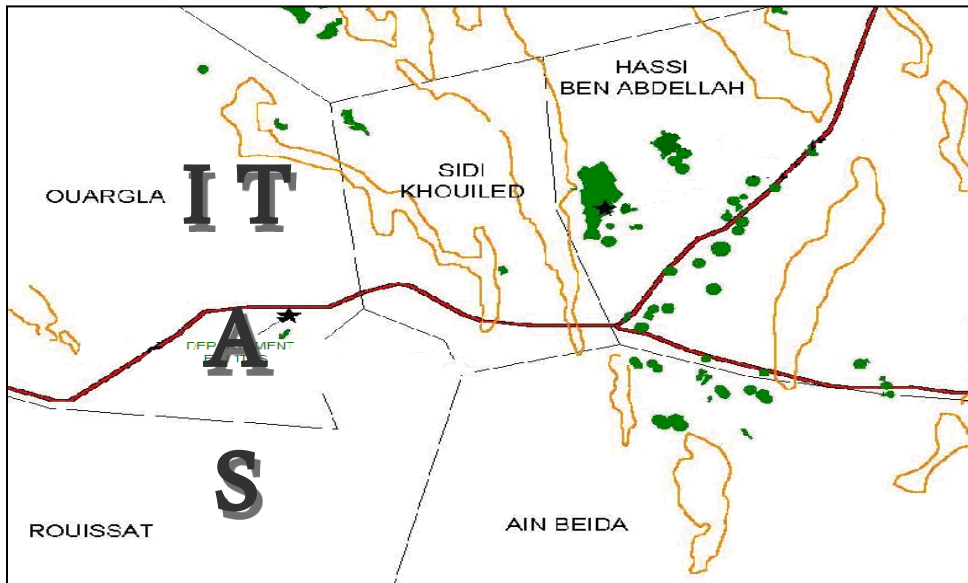 HASSI
BEN ABDELLAH
SIDI
KHOUILED
OUARGLA
I T
A
S
ROUISSAT
AIN BEIDA